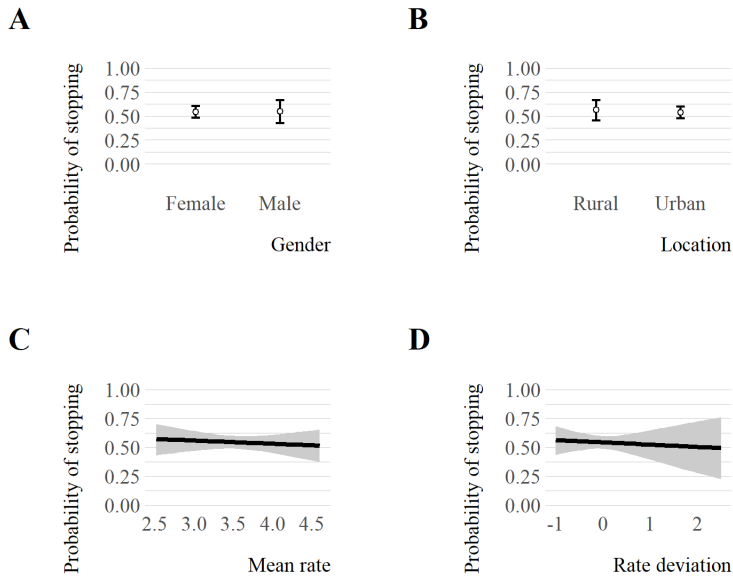 A
Probability of stopping
1.00
0.75
0.50
0.25
0.00
Female Male
Gender
B
Probability of stopping
1.00
0.75
0.50
0.25
0.00
Rural Urban
Location
C
Probability of stopping
1.00
0.75
0.50
0.25
0.00
2.5 3.0 3.5 4.0 4.5
Mean rate
D
Probability of stopping
1.00
0.75
0.50
0.25
0.00
-1 0 1 2
Rate deviation